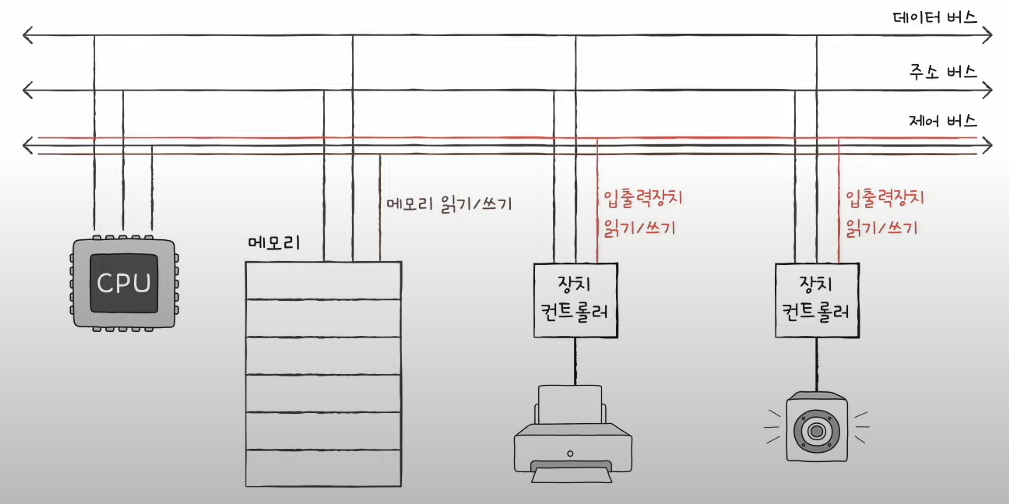 데이터 버스
주소 버스
제어 버스
메모리 읽기/쓰기
입출력장치
읽기/쓰기
입출력장치
읽기/쓰기
메모리
CPU
장치
컨트롤러
장치
컨트롤러